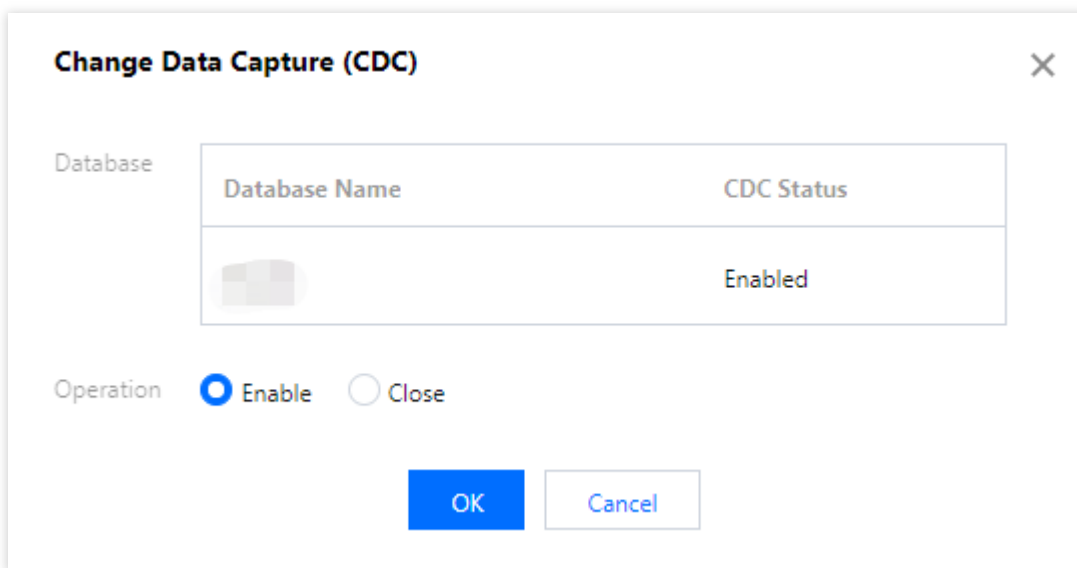 Change Data Capture (CDC)
Database
Database Name CDC Status
Enabled
Operation Enable Close
OK Cancel